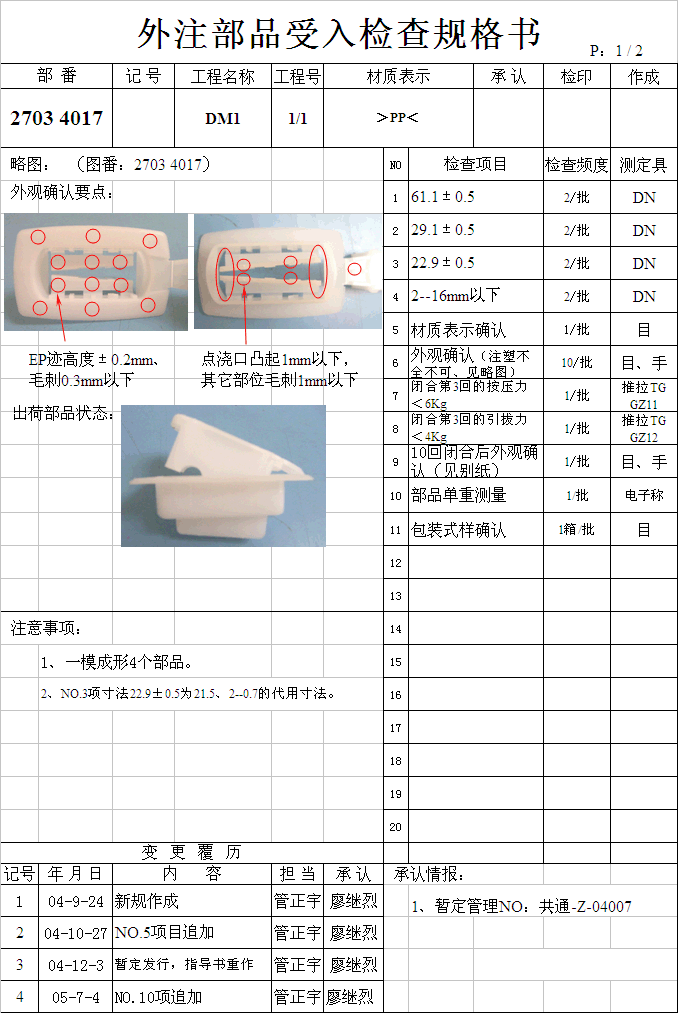 外注部品受入检查规格书
P：1 / 2
部 番 记 号 工程名称 工程号 材质表示 承 认 检印 作成
2703 4017 DM1 1/1 ＞PP＜
略图： （图番：2703 4017）
外观确认要点：
EP迹高度±0.2mm、
毛刺0.3mm以下
点浇口凸起1mm以下，
其它部位毛刺1mm以下
出荷部品状态：
NO 检查项目 检查频度 测定具
1 61.1±0.5 2/批 DN
2 29.1±0.5 2/批 DN
3 22.9±0.5 2/批 DN
4 2--16mm以下 2/批 DN
5 材质表示确认 1/批 目
6 外观确认（注塑不
全不可、见略图） 10/批 目、手
7 闭合第3回的按压力
＜6Kg 1/批 推拉TG
GZ11
8 闭合第3回的引拨力
＜4Kg 1/批 推拉TG
GZ12
9 10回闭合后外观确
认（见别纸） 1/批 目、手
10 部品单重测量 1/批 电子称
11 包装式样确认 1箱/批 目
12
13
14
15
16
17
18
19
20
注意事项：
1、一模成形4个部品。
2、NO.3项寸法22.9±0.5为21.5、2--0.7的代用寸法。
变 更 履 历
记号 年 月 日 内 容 担 当 承 认
1 04-9-24 新规作成 管正宇 廖继烈
2 04-10-27 NO.5项目追加 管正宇 廖继烈
3 04-12-3 暂定发行，指导书重作 管正宇 廖继烈
4 05-7-4 NO.10项追加 管正宇 廖继烈
承认情报：
1、暂定管理NO：共通-Z-04007